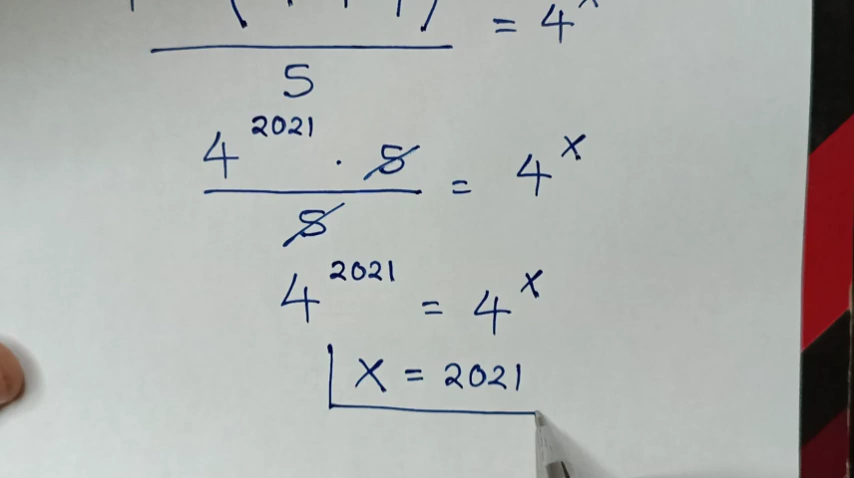 = 4^x
5
4^2021 · 5 / 5 = 4^x
4^2021 = 4^x
x = 2021